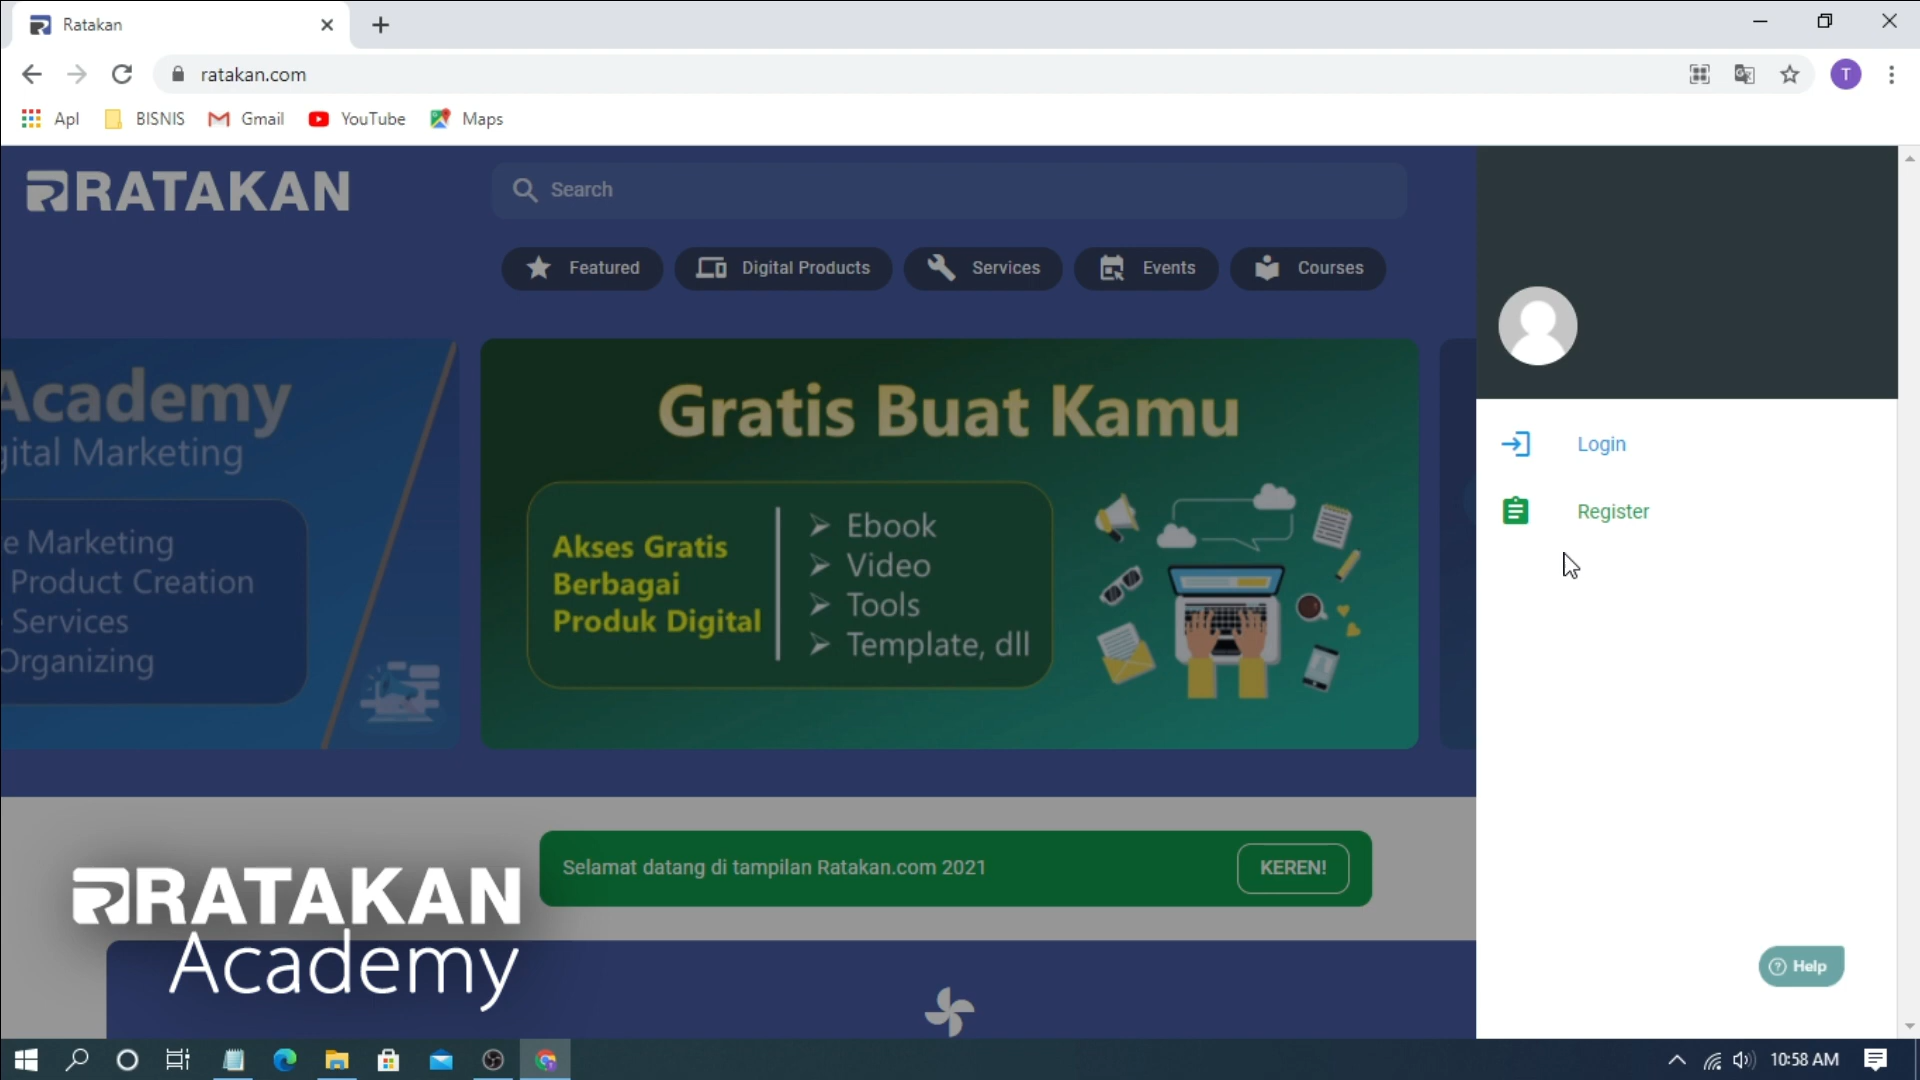 Ratakan
ratakan.com
T
Apl
BISNIS
Gmail
YouTube
Maps
RATAKAN
Search
Featured
Digital Products
Services
Events
Courses
Academy
gital Marketing
e Marketing
Product Creation
Services
Organizing
Gratis Buat Kamu
Akses Gratis
Berbagai
Produk Digital
Ebook
Video
Tools
Template, dll
Login
Register
Selamat datang di tampilan Ratakan.com 2021
KEREN!
RATAKAN
Academy
Help
10:58 AM